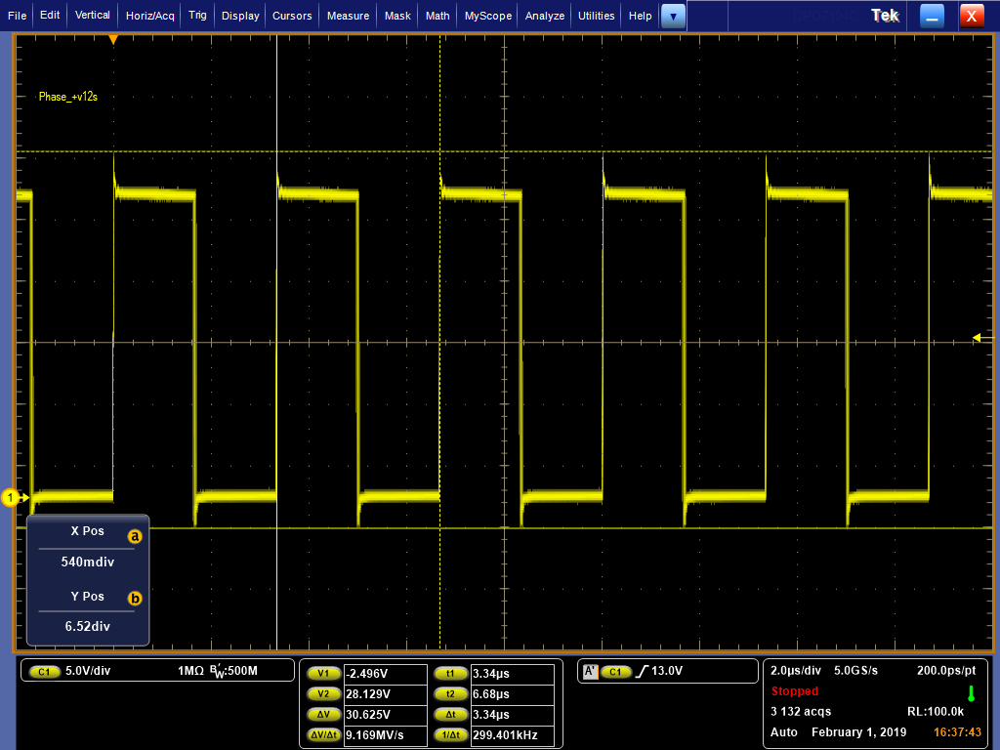 File Edit Vertical Horiz/Acq Trig Display Cursors Measure Mask Math MyScope Analyze Utilities Help Tek X
Phase_+v12s
1
X Pos a
540mdiv
Y Pos b
6.52div
C1 5.0V/div 1MΩ BW:500M
V1 -2.496V t1 3.34µs
V2 28.129V t2 6.68µs
ΔV 30.625V Δt 3.34µs
ΔV/Δt 9.169MV/s 1/Δt 299.401kHz
A' C1 13.0V
2.0µs/div 5.0GS/s 200.0ps/pt
Stopped
3 132 acqs RL:100.0k
Auto February 1, 2019 16:37:43